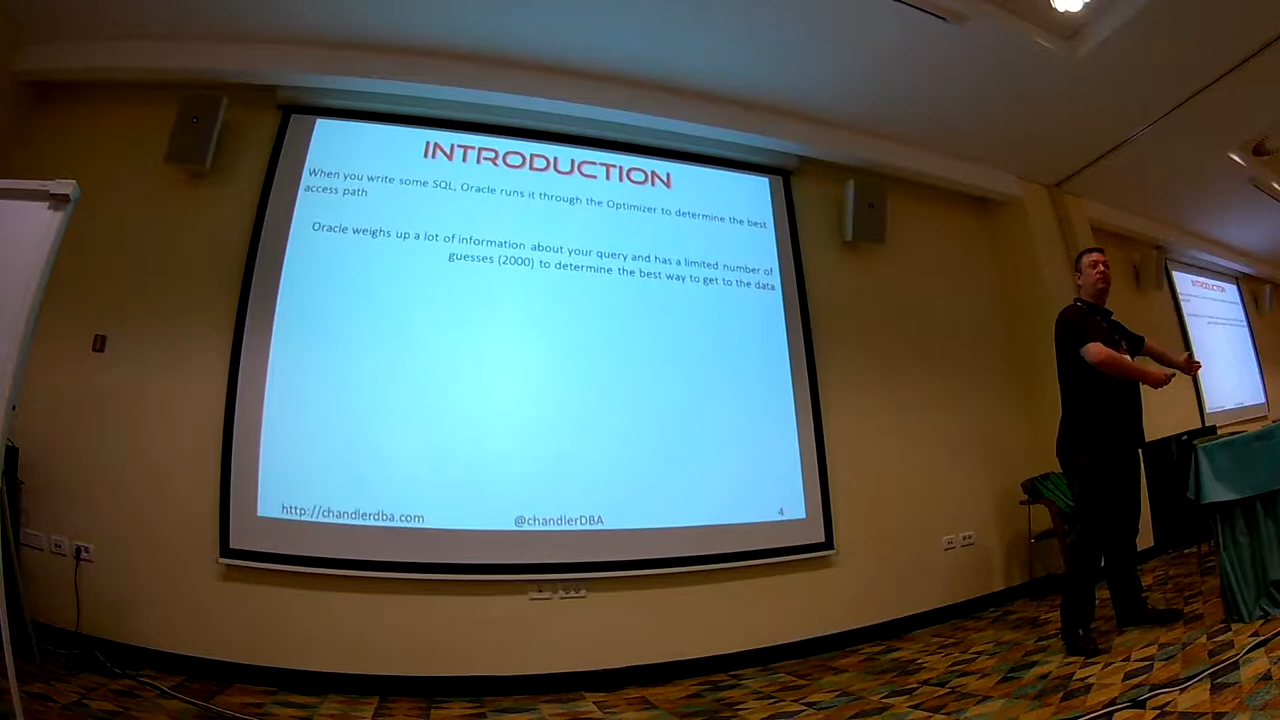 INTRODUCTION
When you write some SQL, Oracle runs it through the Optimizer to determine the best
access path
Oracle weighs up a lot of information about your query and has a limited number of
guesses (2000) to determine the best way to get to the data
http://chandlerdba.com
@chandlerDBA
4
INTRODUCTION